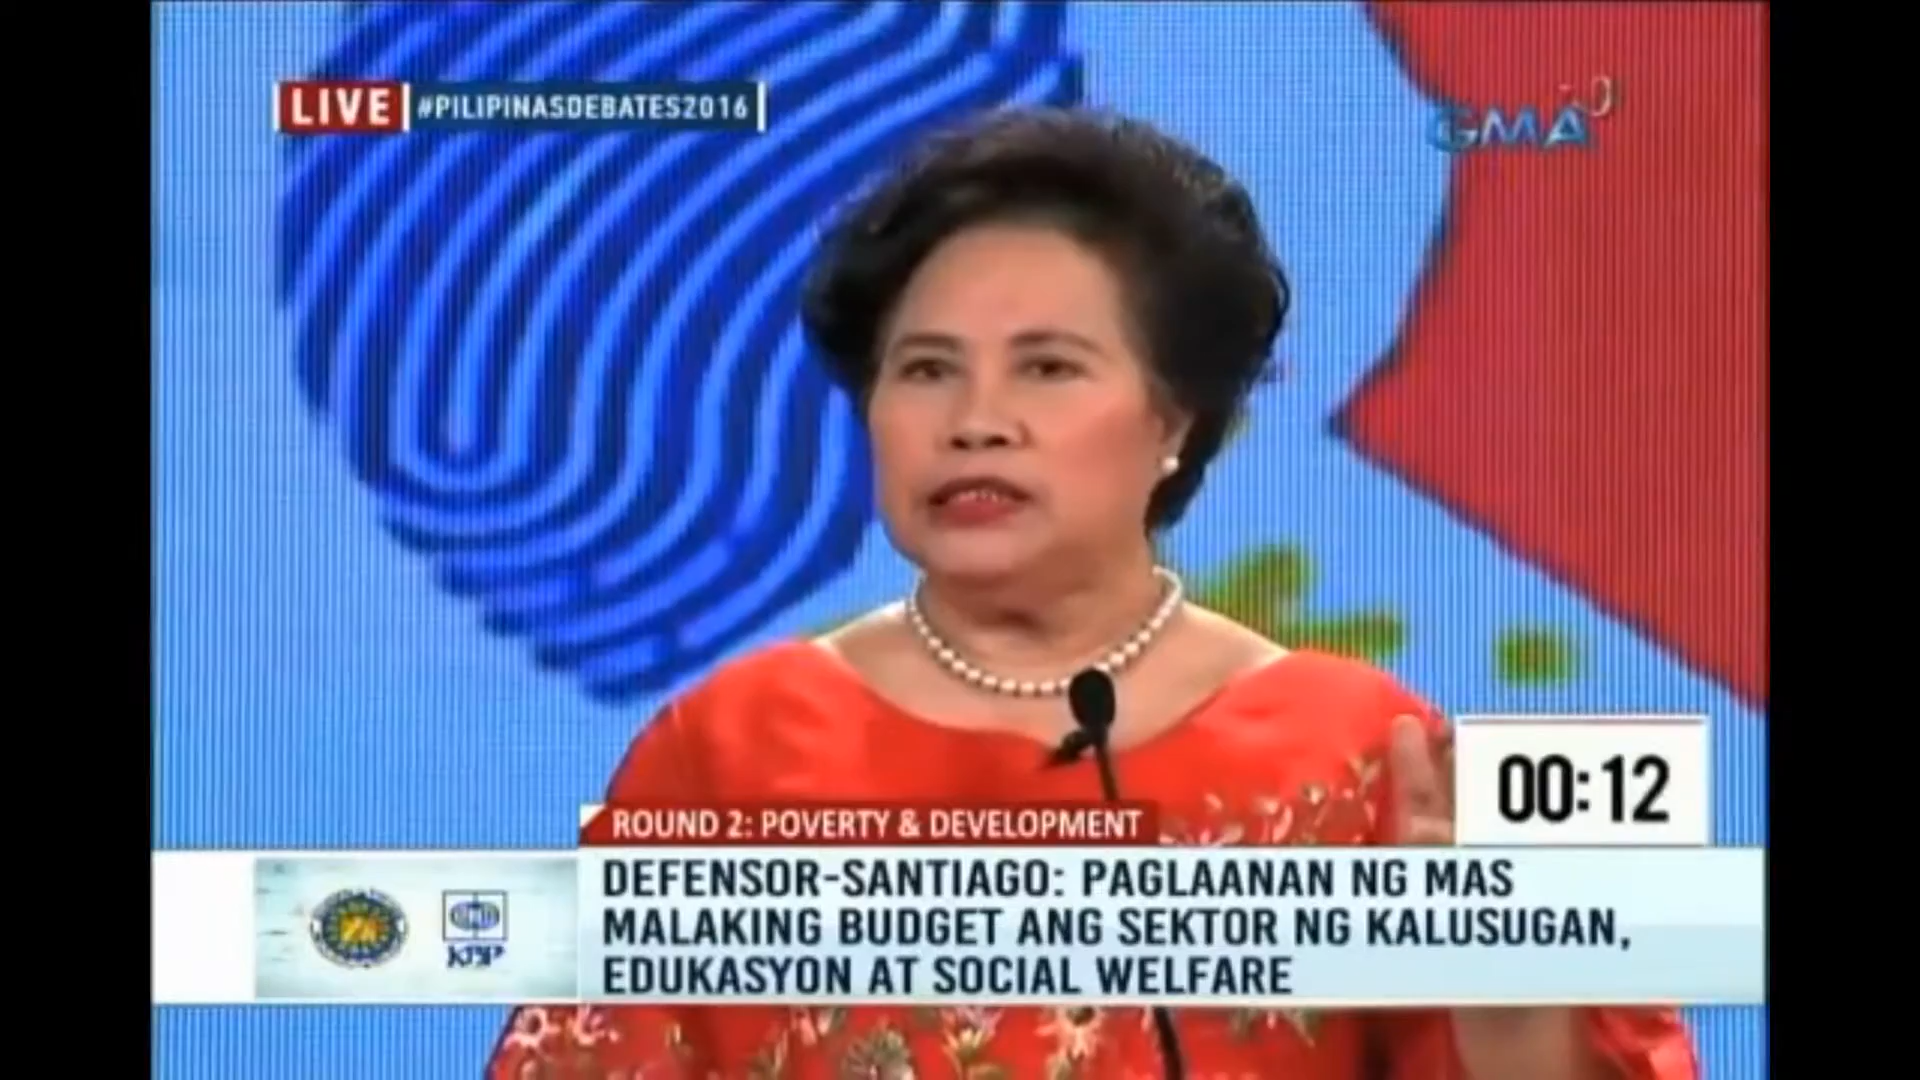 LIVE #PILIPINASDEBATES2016
GMA
00:12
ROUND 2: POVERTY & DEVELOPMENT
DEFENSOR-SANTIAGO: PAGLAANAN NG MAS
MALAKING BUDGET ANG SEKTOR NG KALUSUGAN,
EDUKASYON AT SOCIAL WELFARE
KBP